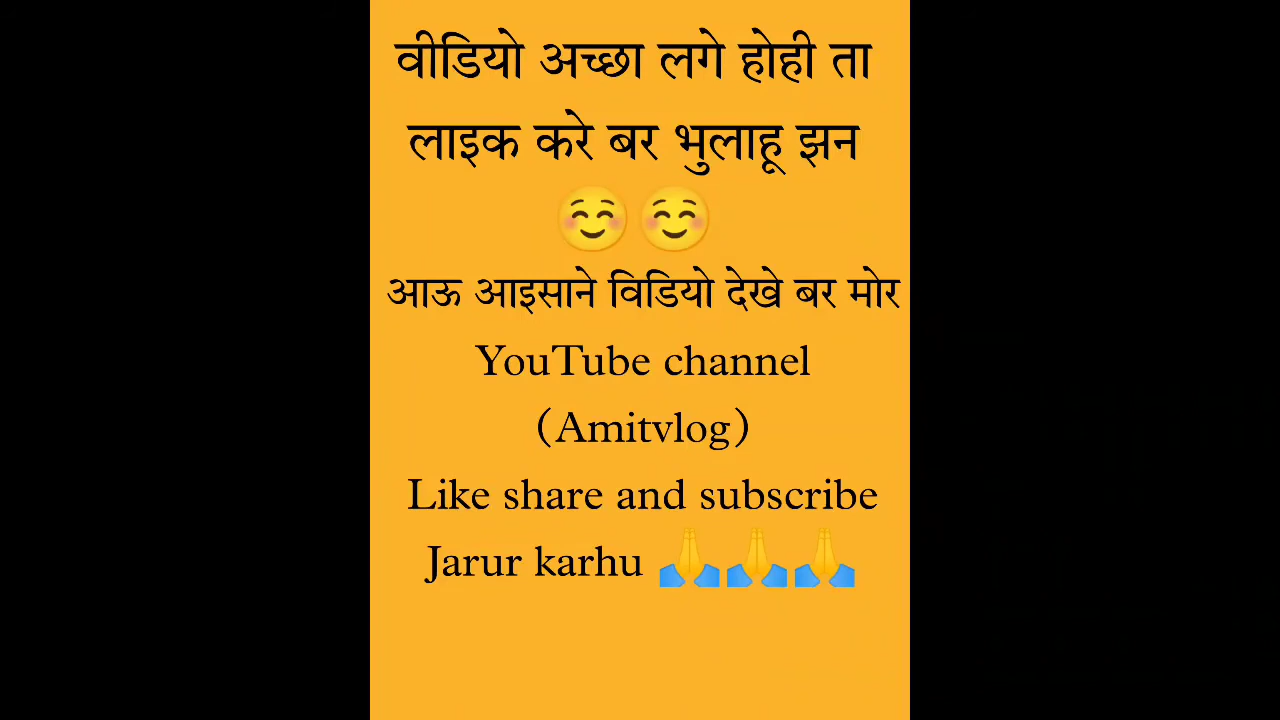 वीडियो अच्छा लगे होही ता
लाइक करे बर भुलाहू झन
☺️☺️
आऊ आइसाने विडियो देखे बर मोर
YouTube channel
(Amitvlog)
Like share and subscribe
Jarur karhu 🙏🙏🙏